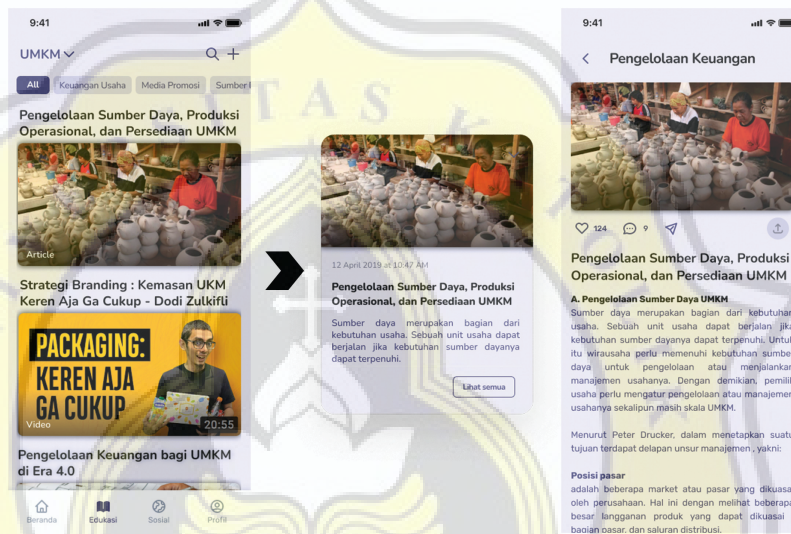 9:41
UMKM
All
Keuangan Usaha
Media Promosi
Sumber
Pengelolaan Sumber Daya, Produksi
Operasional, dan Persediaan UMKM
Article
Strategi Branding : Kemasan UKM
Keren Aja Ga Cukup - Dodi Zulkifli
PACKAGING:
KEREN AJA
GA CUKUP
Video
20:55
Pengelolaan Keuangan bagi UMKM
di Era 4.0
Beranda
Edukasi
Sosial
Profil
12 April 2019 at 10:47 AM
Pengelolaan Sumber Daya, Produksi
Operasional, dan Persediaan UMKM
Sumber daya merupakan bagian dari
kebutuhan usaha. Sebuah unit usaha dapat
berjalan jika kebutuhan sumber dayanya
dapat terpenuhi.
Lihat semua
9:41
Pengelolaan Keuangan
124
9
Pengelolaan Sumber Daya, Produksi
Operasional, dan Persediaan UMKM
A. Pengelolaan Sumber Daya UMKM
Sumber daya merupakan bagian dari kebutuhan
usaha. Sebuah unit usaha dapat berjalan jika
kebutuhan sumber dayanya dapat terpenuhi. Untuk
itu wirausaha perlu memenuhi kebutuhan sumber
daya untuk pengelolaan atau menjalankan
manajemen usahanya. Dengan demikian, pemilik
usaha perlu mengatur pengelolaan atau manajemen
usahanya sekalipun masih skala UMKM.
Menurut Peter Drucker, dalam menetapkan suatu
tujuan terdapat delapan unsur manajemen , yakni:
Posisi pasar
adalah beberapa market atau pasar yang dikuasai
oleh perusahaan. Hal ini dengan melihat beberapa
besar langganan produk yang dapat dikuasai
bagian pasar, dan saluran distribusi.
ITAS K